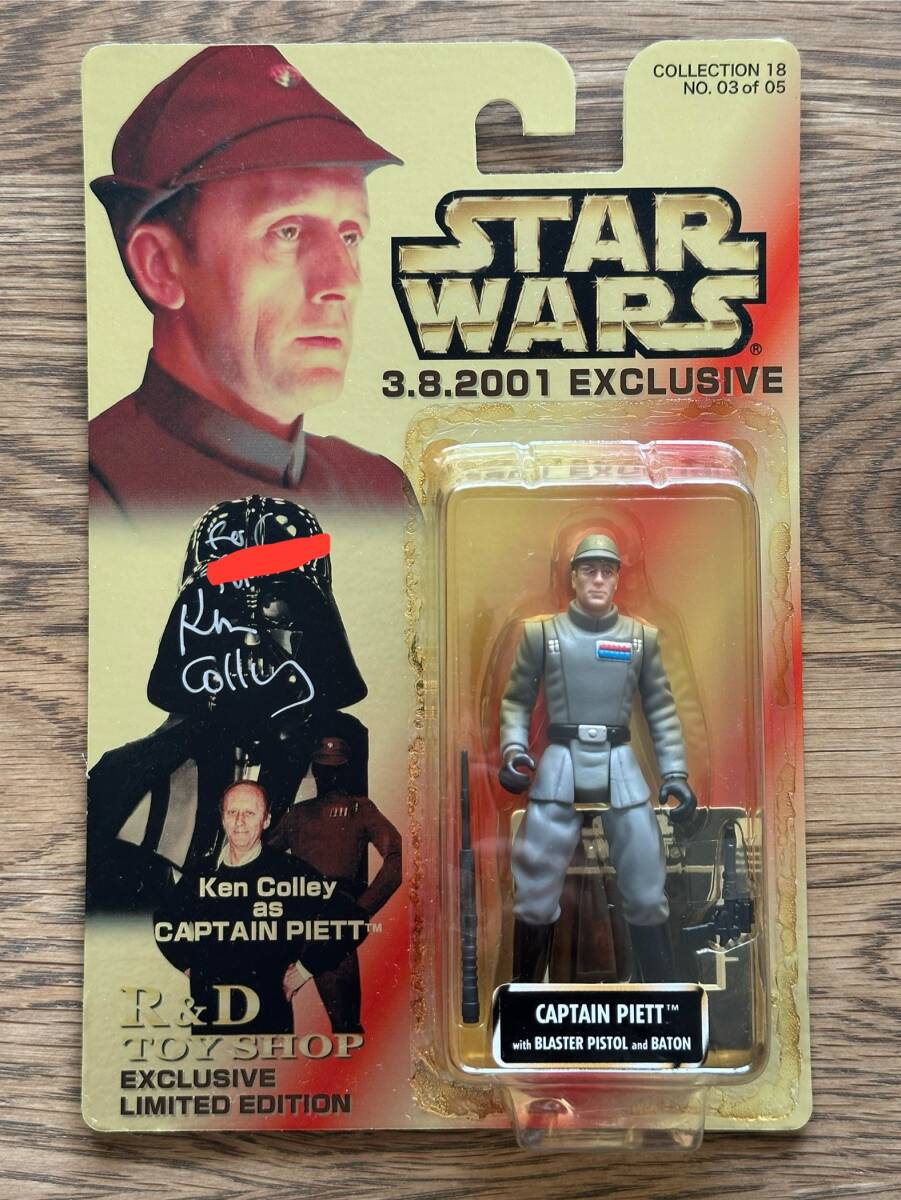 COLLECTION 18
NO. 03 of 05
STAR
WARS®
3.8.2001 EXCLUSIVE
Ken
Colley
Ken Colley
as
CAPTAIN PIETT™
R&D
TOY SHOP
EXCLUSIVE
LIMITED EDITION
CAPTAIN PIETT™
with BLASTER PISTOL and BATON